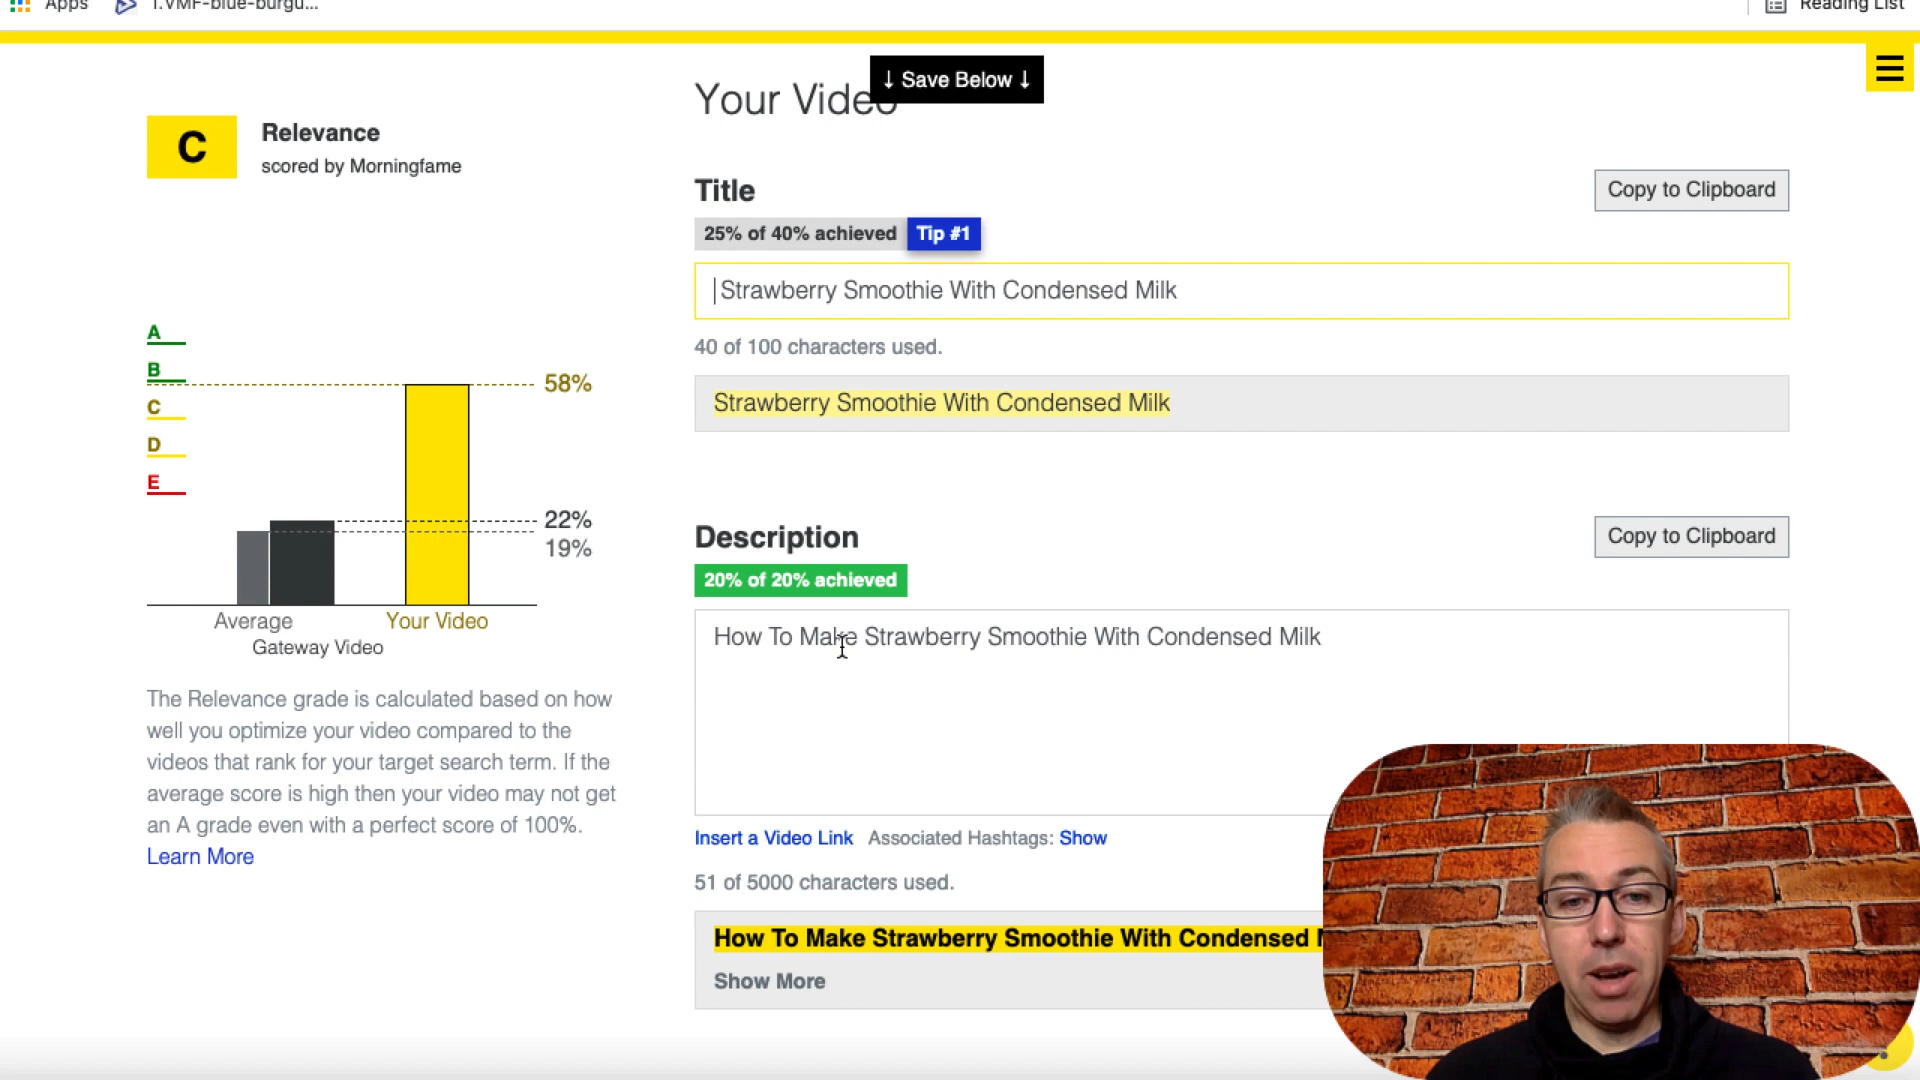 Apps
1.VMF-blue-burgu...
Reading List
↓ Save Below ↓
Your Video
C
Relevance
scored by Morningfame
Title
Copy to Clipboard
25% of 40% achieved
Tip #1
Strawberry Smoothie With Condensed Milk
40 of 100 characters used.
Strawberry Smoothie With Condensed Milk
A
B
C
D
E
58%
22%
19%
Average
Your Video
Gateway Video
The Relevance grade is calculated based on how
well you optimize your video compared to the
videos that rank for your target search term. If the
average score is high then your video may not get
an A grade even with a perfect score of 100%.
Learn More
Description
Copy to Clipboard
20% of 20% achieved
How To Make Strawberry Smoothie With Condensed Milk
Insert a Video Link Associated Hashtags: Show
51 of 5000 characters used.
How To Make Strawberry Smoothie With Condensed
Show More